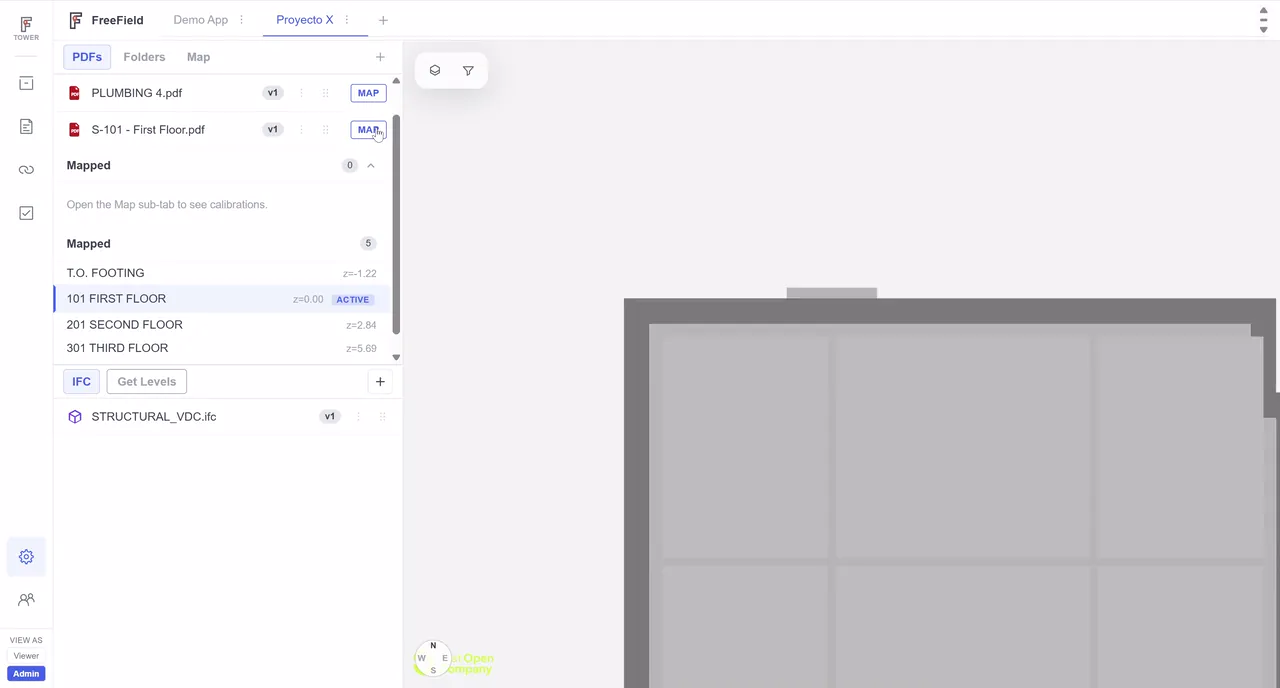 TOWER
FreeField
Demo App
Proyecto X
PDFs
Folders
Map
PLUMBING 4.pdf
v1
MAP
S-101 - First Floor.pdf
v1
MAP
Mapped
0
Open the Map sub-tab to see calibrations.
Mapped
5
T.O. FOOTING
z=-1.22
101 FIRST FLOOR
z=0.00
ACTIVE
201 SECOND FLOOR
z=2.84
301 THIRD FLOOR
z=5.69
IFC
Get Levels
STRUCTURAL_VDC.ifc
v1
VIEW AS
Viewer
Admin
N
W
E
S
Open